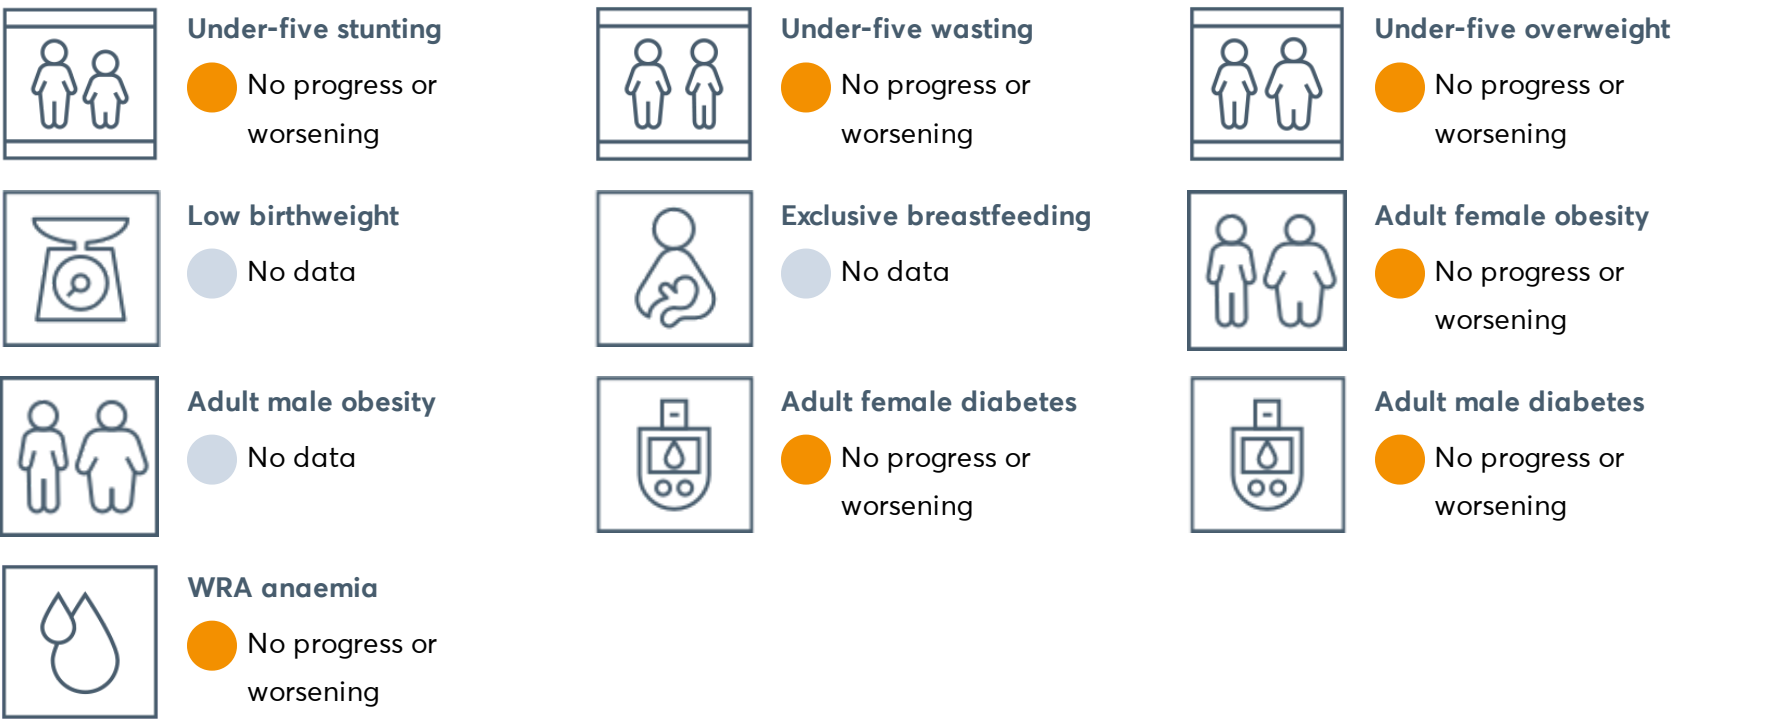 Under-five stunting
No progress or
worsening
Under-five wasting
No progress or
worsening
Under-five overweight
No progress or
worsening
Low birthweight
No data
Exclusive breastfeeding
No data
Adult female obesity
No progress or
worsening
Adult male obesity
No data
Adult female diabetes
No progress or
worsening
Adult male diabetes
No progress or
worsening
WRA anaemia
No progress or
worsening